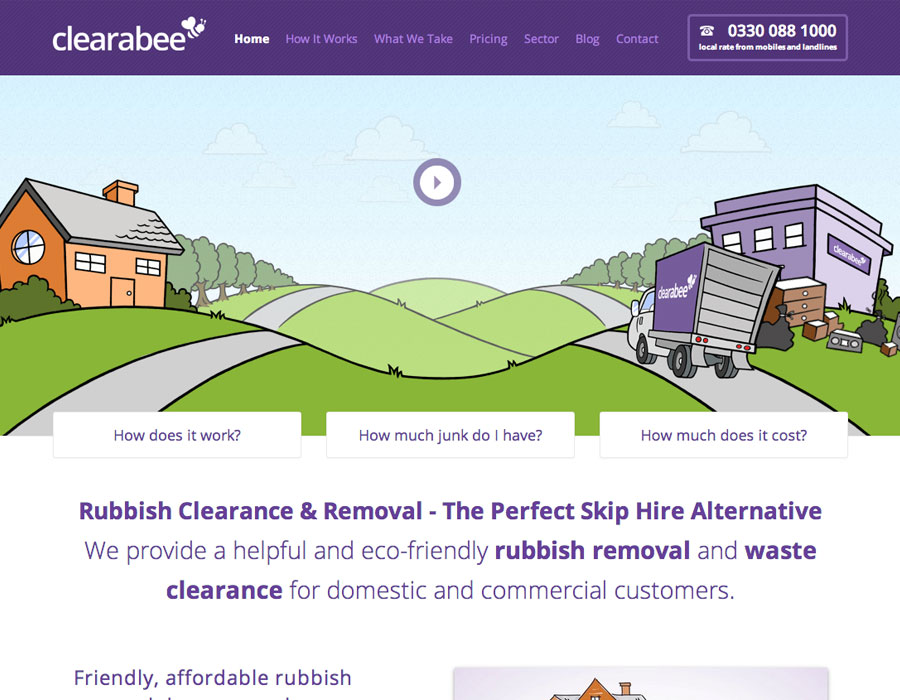 clearabee
Home How It Works What We Take Pricing Sector Blog Contact
0330 088 1000
local rate from mobiles and landlines
clearabee
clearabee
How does it work? How much junk do I have? How much does it cost?
Rubbish Clearance & Removal - The Perfect Skip Hire Alternative
We provide a helpful and eco-friendly rubbish removal and waste
clearance for domestic and commercial customers.
Friendly, affordable rubbish